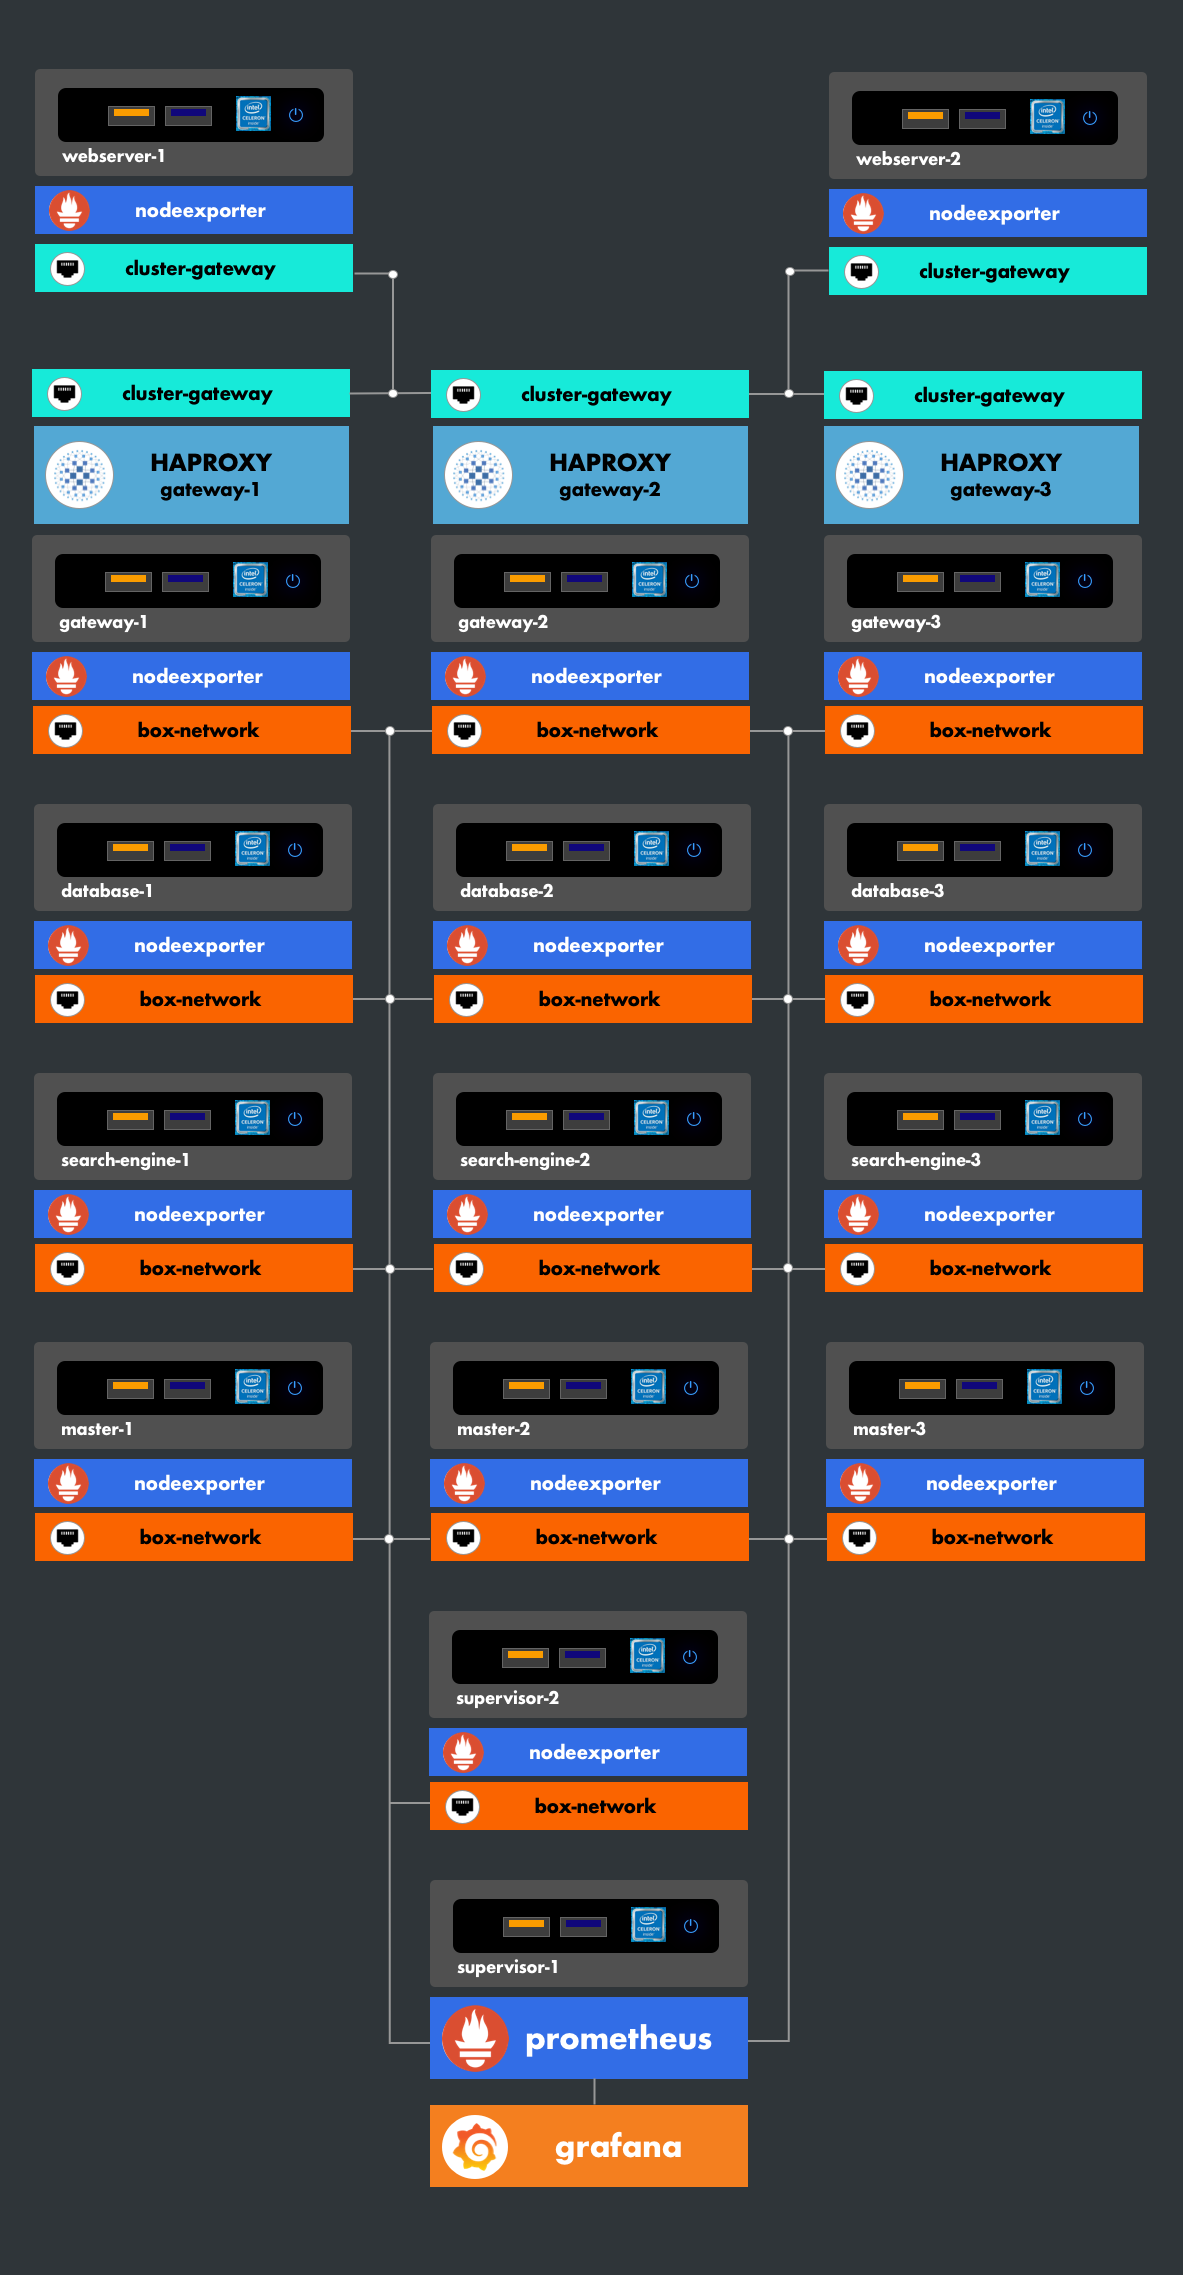 webserver-1
nodeexporter
cluster-gateway
webserver-2
nodeexporter
cluster-gateway
cluster-gateway
cluster-gateway
cluster-gateway
HAPROXY
gateway-1
HAPROXY
gateway-2
HAPROXY
gateway-3
gateway-1
gateway-2
gateway-3
nodeexporter
nodeexporter
nodeexporter
box-network
box-network
box-network
database-1
database-2
database-3
nodeexporter
nodeexporter
nodeexporter
box-network
box-network
box-network
search-engine-1
search-engine-2
search-engine-3
nodeexporter
nodeexporter
nodeexporter
box-network
box-network
box-network
master-1
master-2
master-3
nodeexporter
nodeexporter
nodeexporter
box-network
box-network
box-network
supervisor-2
nodeexporter
box-network
supervisor-1
prometheus
grafana